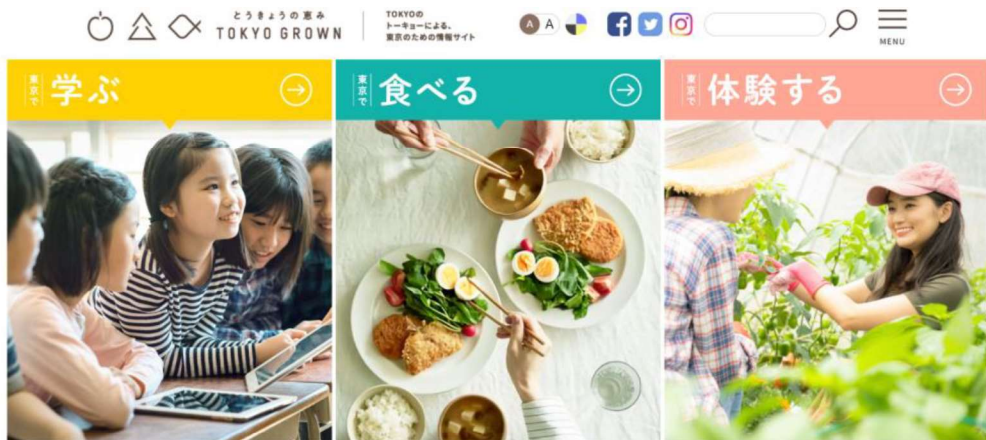 とうきょうの恵み
TOKYO GROWN
TOKYOの
トーキョーによる、
東京のための情報サイト
A A
MENU
東京で 学ぶ
東京で 食べる
東京で 体験する